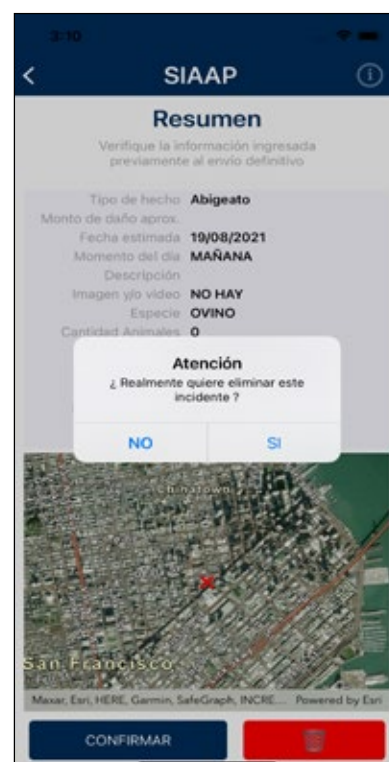 3:10
SIAAP
Resumen
Verifique la información ingresada
previamente al envío definitivo
Tipo de hecho Abigeato
Monto de daño aprox.
Fecha estimada 19/08/2021
Momento del día MAÑANA
Descripción
Imagen y/o video NO HAY
Especie OVINO
Cantidad Animales 0
Atención
¿ Realmente quiere eliminar este
incidente ?
NO SI
Chinatown
San Francisco
Maxar, Esri, HERE, Garmin, SafeGraph, INCRE... Powered by Esri
CONFIRMAR